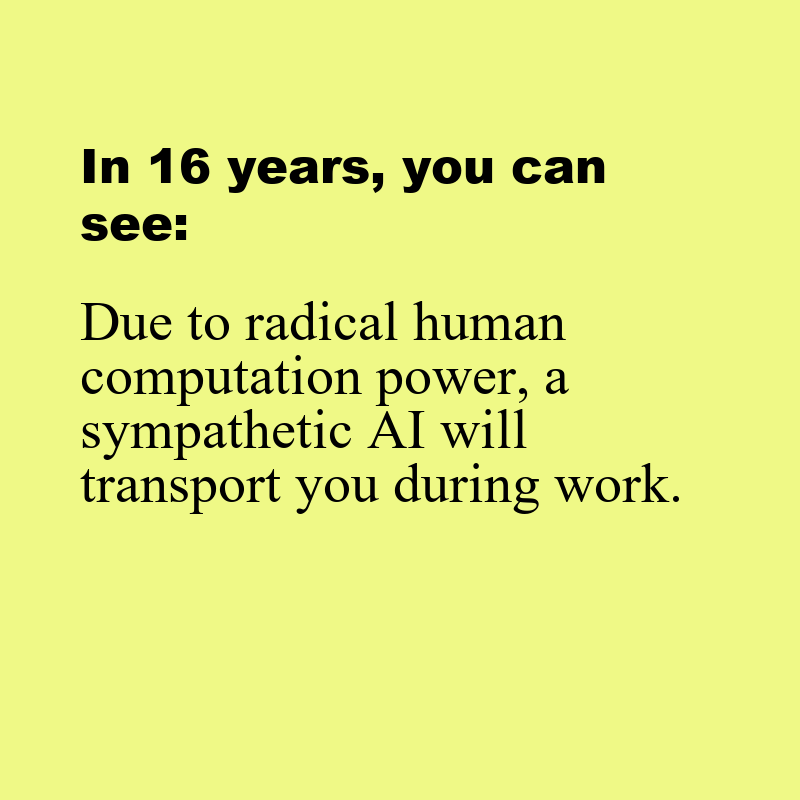 In 16 years, you can
see:
Due to radical human
computation power, a
sympathetic AI will
transport you during work.